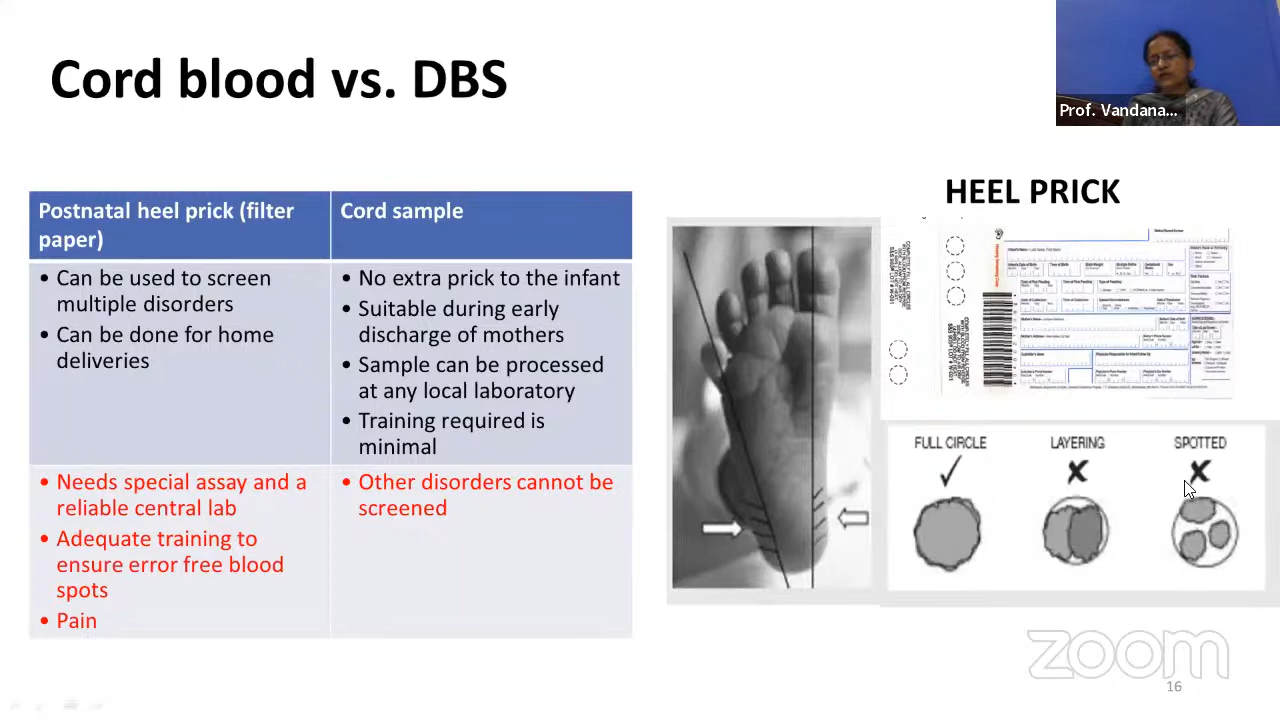 Cord blood vs. DBS
Prof. Vandana...
HEEL PRICK
Postnatal heel prick (filter
paper)
Cord sample
• Can be used to screen
multiple disorders
• Can be done for home
deliveries
• No extra prick to the infant
• Suitable during early
discharge of mothers
• Sample can be processed
at any local laboratory
• Training required is
minimal
• Needs special assay and a
reliable central lab
• Adequate training to
ensure error free blood
spots
• Pain
• Other disorders cannot be
screened
FULL CIRCLE
LAYERING
SPOTTED
zoom
16